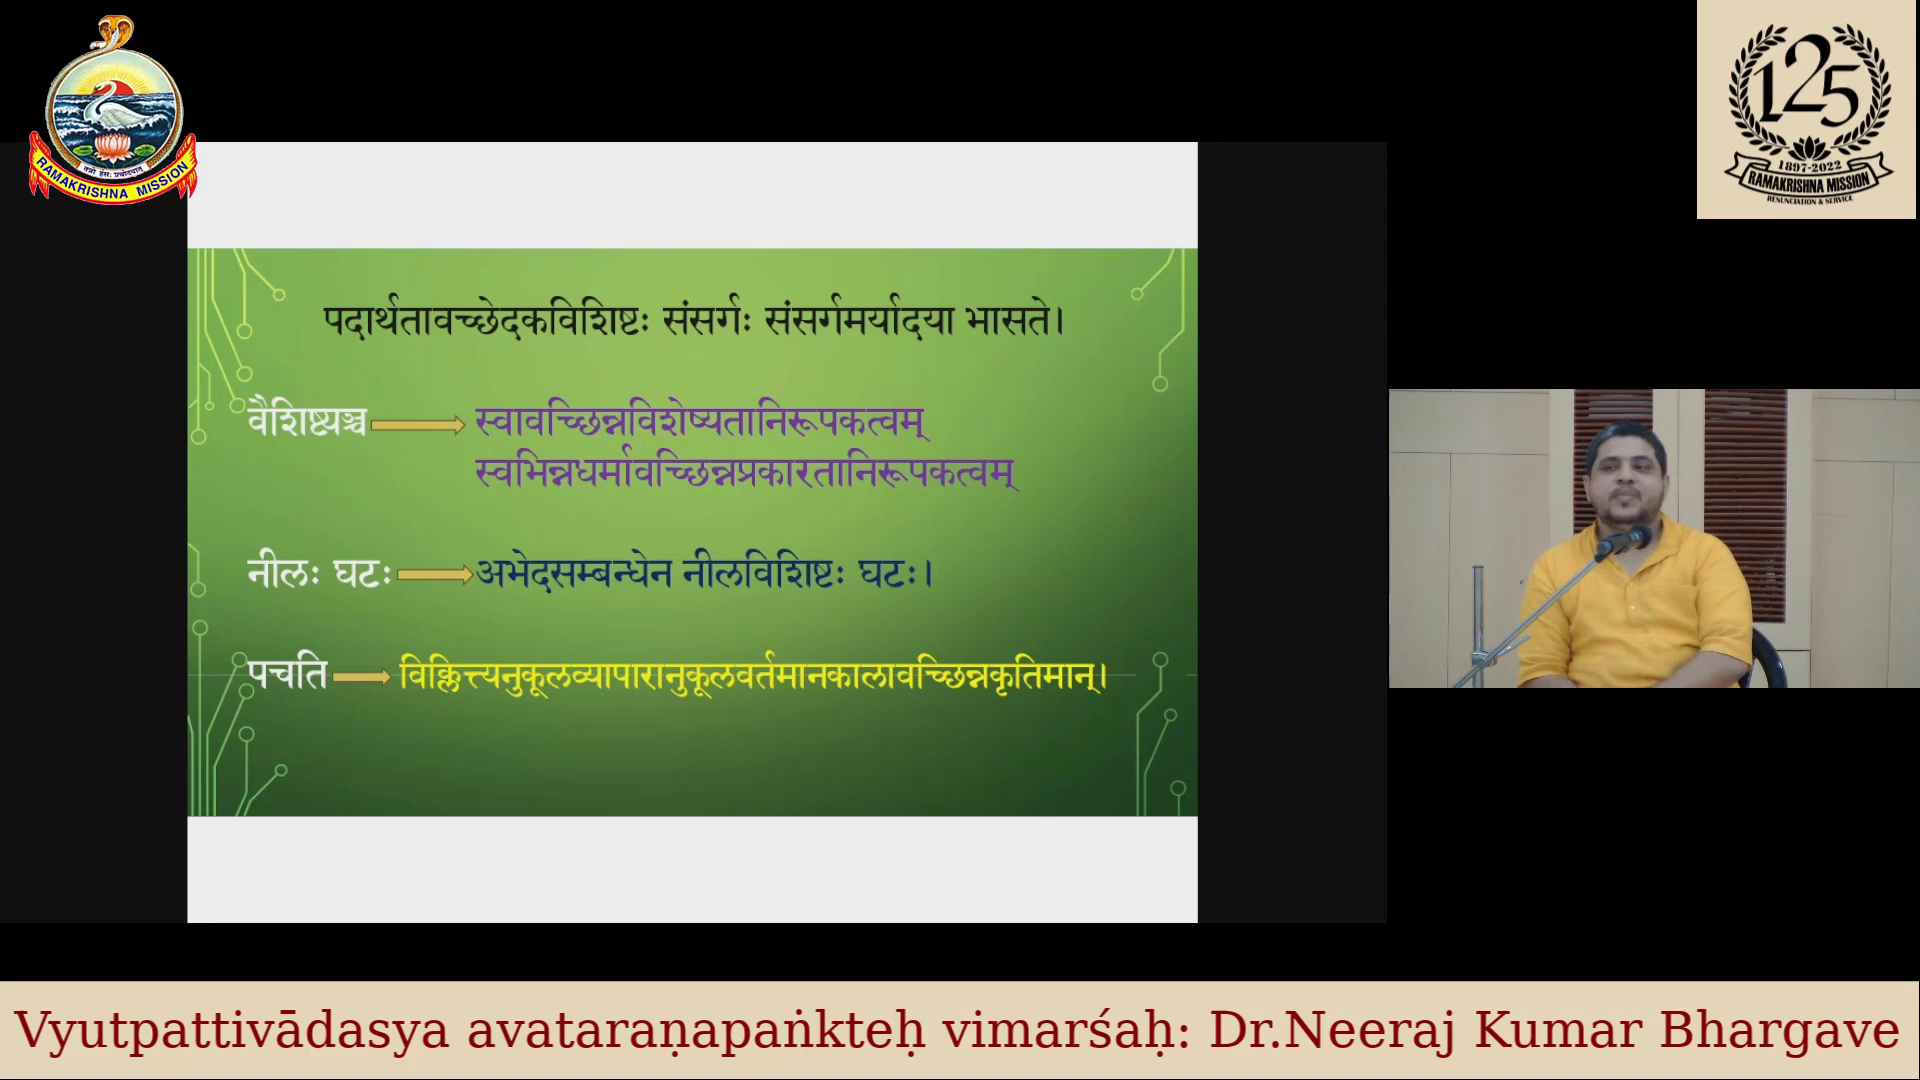 RAMAKRISHNA MISSION
125
1897-2022
RAMAKRISHNA MISSION
RENUNCIATION & SERVICE
पदार्थतावच्छेदकविशिष्टः संसर्गः संसर्गमर्यादया भासते।
वैशिष्ट्यञ्च स्वावच्छिन्नविशेष्यतानिरूपकत्वम्
स्वभिन्नधर्मावच्छिन्नप्रकारतानिरूपकत्वम्
नीलः घटः अभेदसम्बन्धेन नीलविशिष्टः घटः।
पचति विक्लित्त्यनुकूलव्यापारानुकूलवर्तमानकालावच्छिन्नकृतिमान्।
Vyutpattivādasya avataraṇapaṅkteḥ vimarśaḥ: Dr.Neeraj Kumar Bhargave